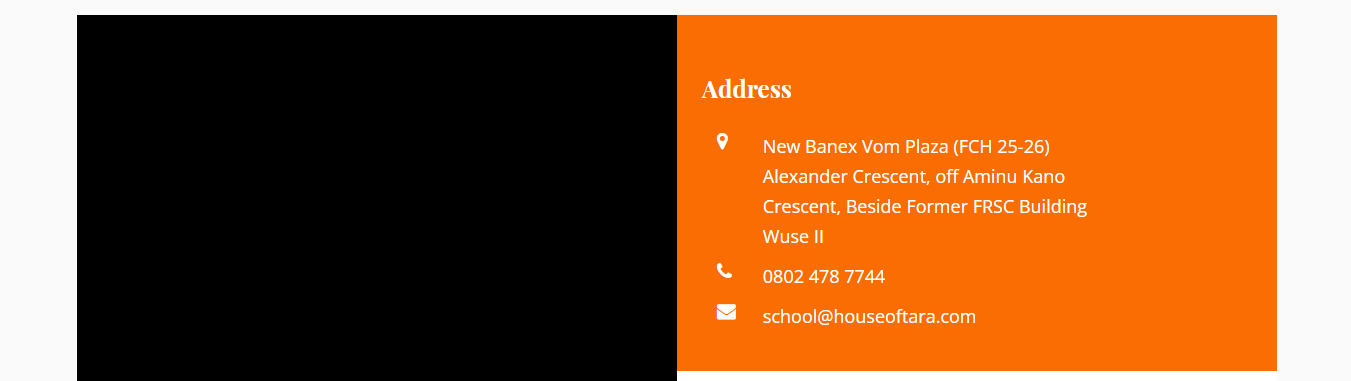 Address
New Banex Vom Plaza (FCH 25-26)
Alexander Crescent, off Aminu Kano
Crescent, Beside Former FRSC Building
Wuse II
0802 478 7744
school@houseoftara.com